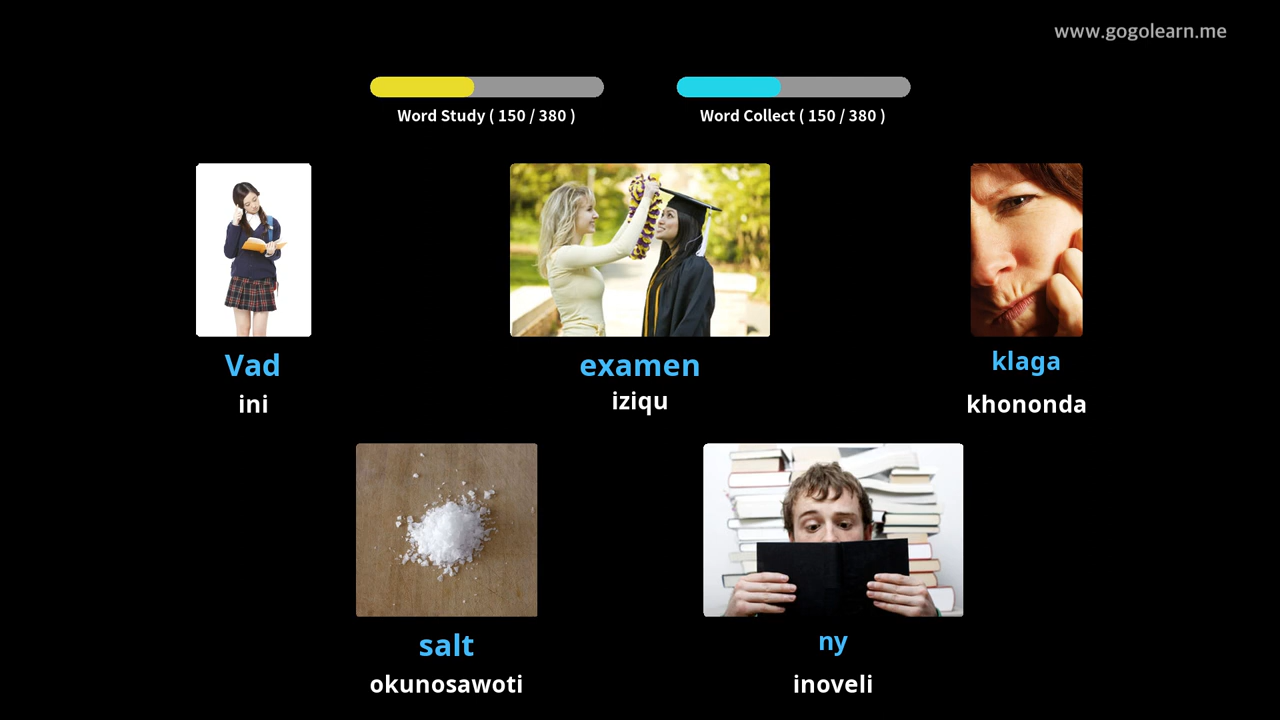 www.gogolearn.me
Word Study ( 150 / 380 )
Word Collect ( 150 / 380 )
Vad
ini
examen
iziqu
klaga
khononda
salt
okunosawoti
ny
inoveli